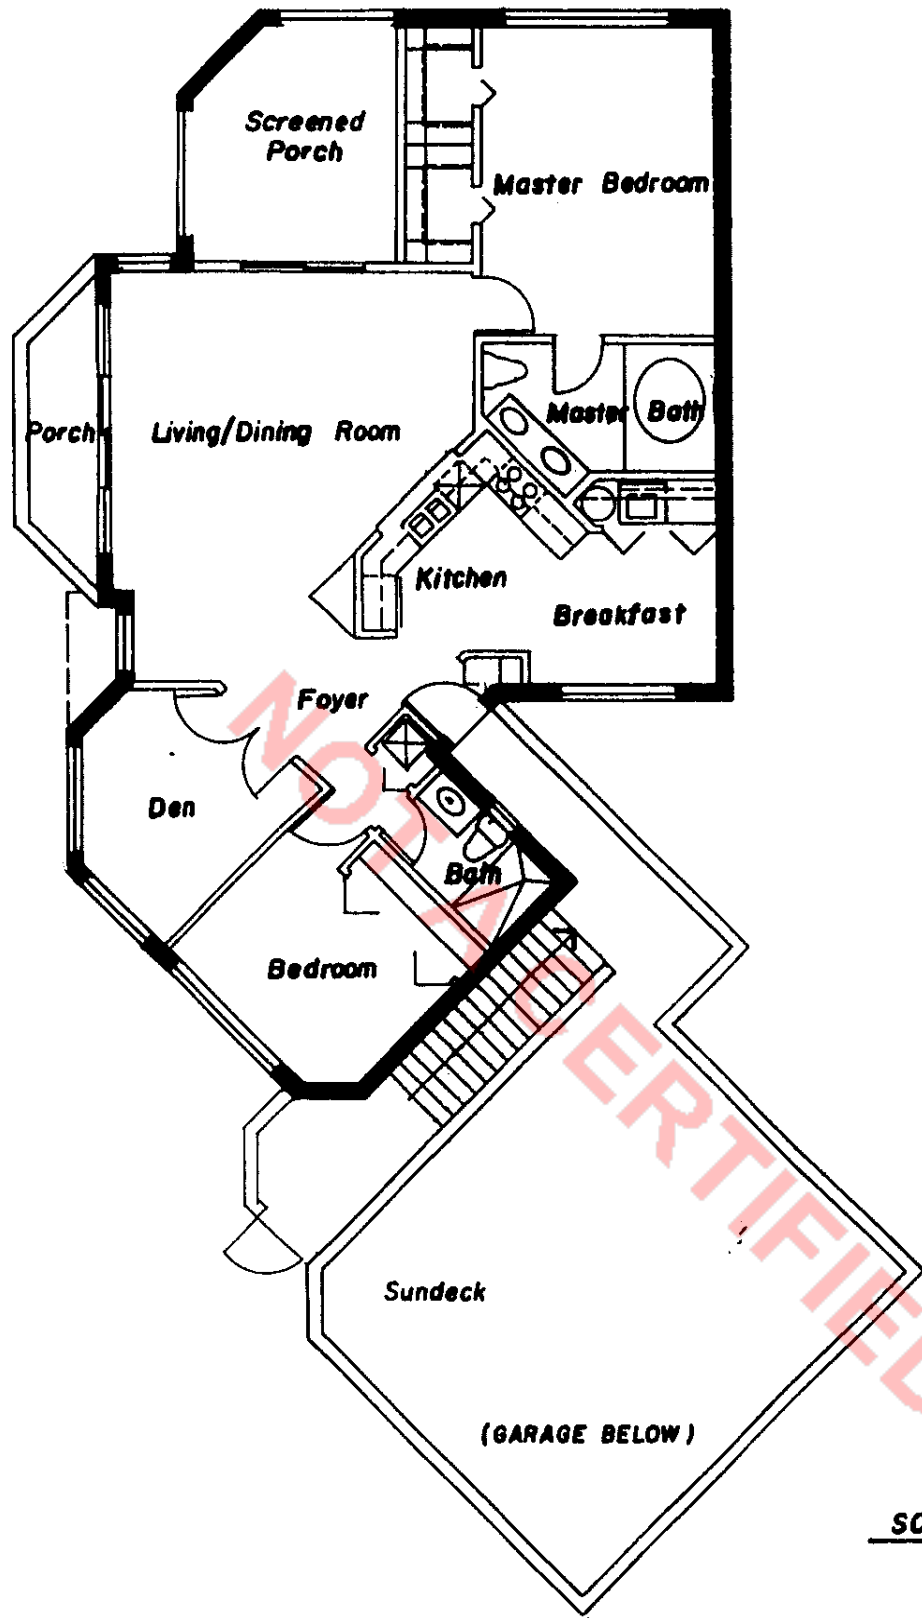 Screened
Porch
Master Bedroom
Porch
Living/Dining Room
Master Bath
Kitchen
Breakfast
Foyer
Den
Bath
Bedroom
Sundeck
(GARAGE BELOW)
NOT A CERTIFIED
SC